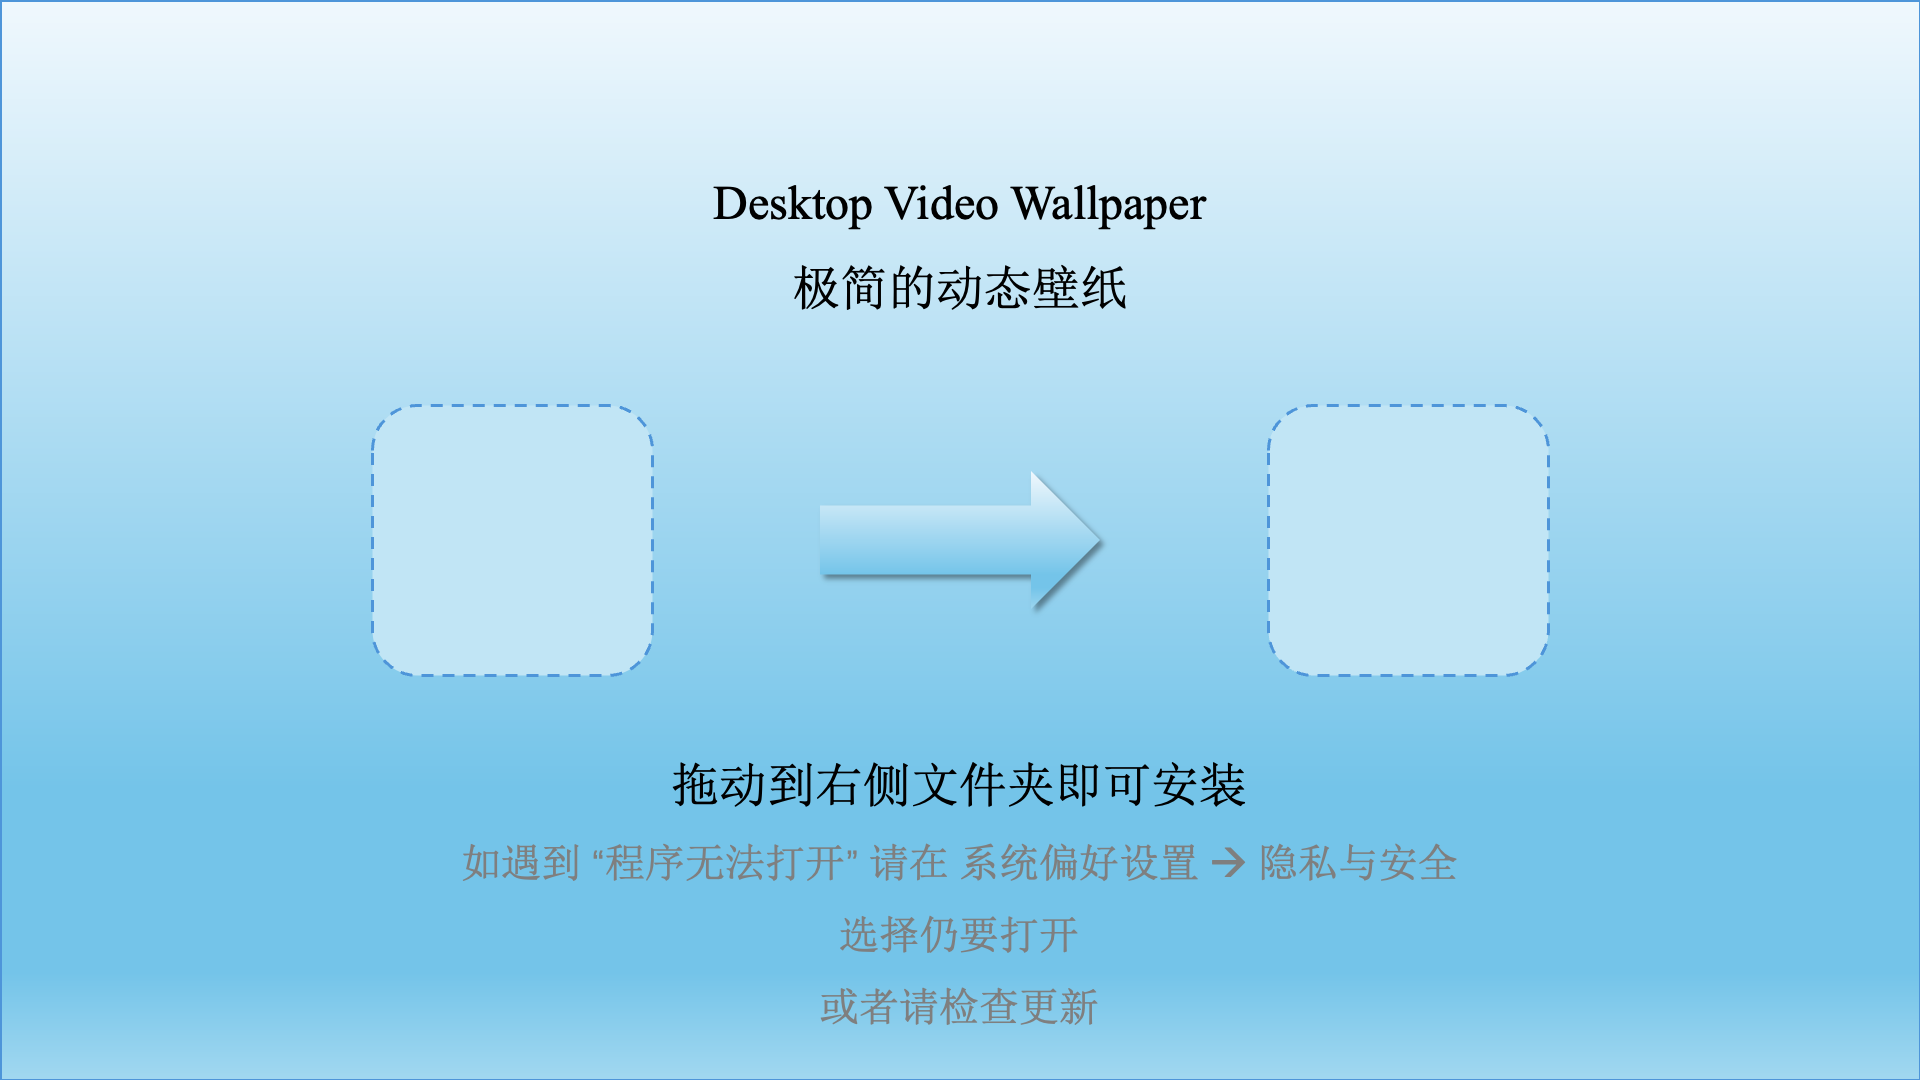 Desktop Video Wallpaper
极简的动态壁纸
拖动到右侧文件夹即可安装
如遇到 “程序无法打开” 请在 系统偏好设置 → 隐私与安全
选择仍要打开
或者请检查更新